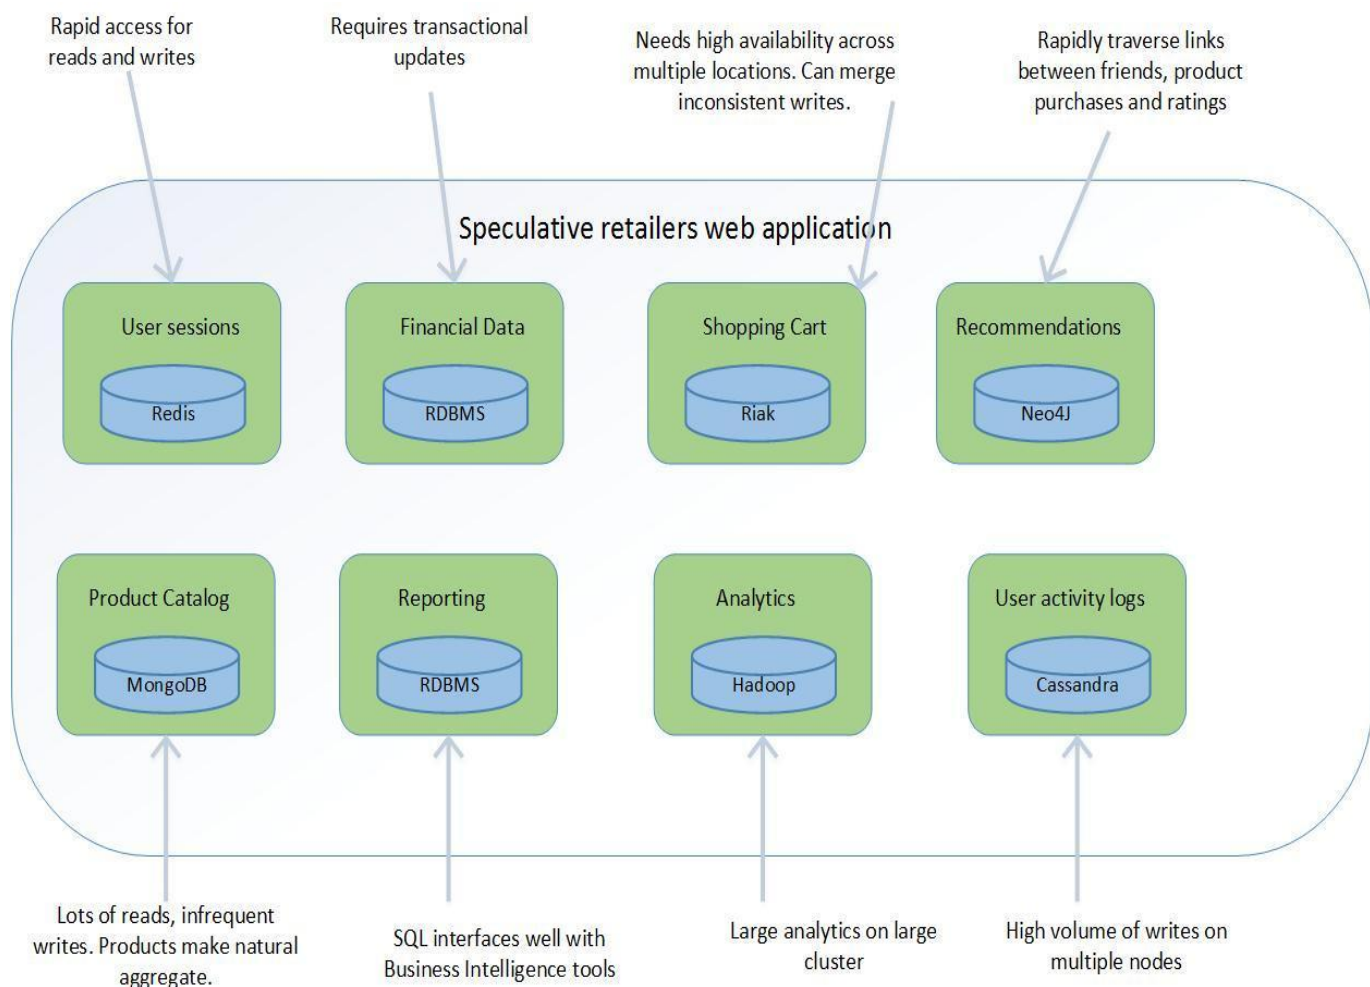 Rapid access for
reads and writes
Requires transactional
updates
Needs high availability across
multiple locations. Can merge
inconsistent writes.
Rapidly traverse links
between friends, product
purchases and ratings
Speculative retailers web application
User sessions
Redis
Financial Data
RDBMS
Shopping Cart
Riak
Recommendations
Neo4J
Product Catalog
MongoDB
Reporting
RDBMS
Analytics
Hadoop
User activity logs
Cassandra
Lots of reads, infrequent
writes. Products make natural
aggregate.
SQL interfaces well with
Business Intelligence tools
Large analytics on large
cluster
High volume of writes on
multiple nodes